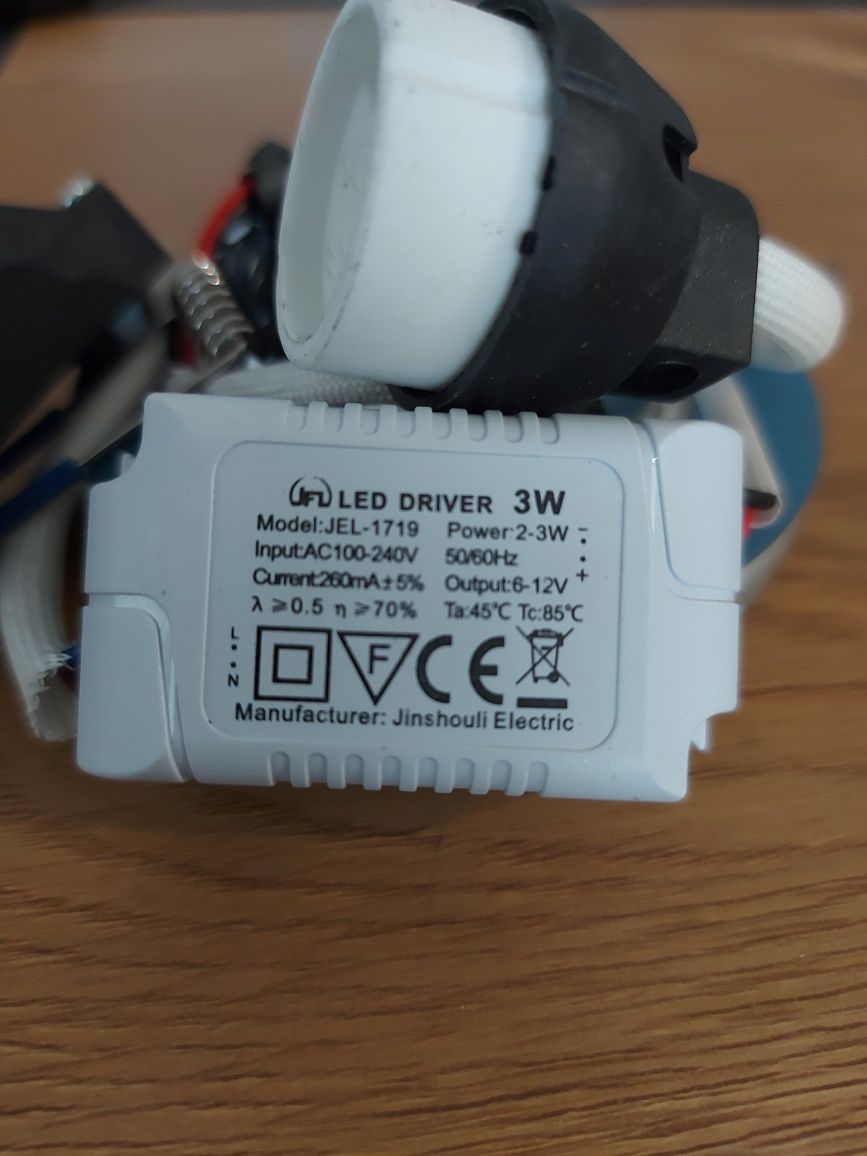 JFL LED DRIVER 3W
Model:JEL-1719 Power:2-3W -
Input:AC100-240V 50/60Hz
Current:260mA±5% Output:6-12V +
λ ≥0.5 η ≥70% Ta:45℃ Tc:85℃
L
N
F CE
Manufacturer: Jinshouli Electric